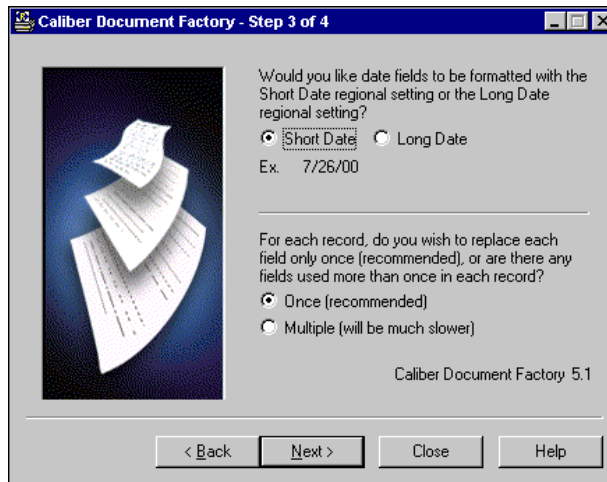 Caliber Document Factory - Step 3 of 4
Would you like date fields to be formatted with the
Short Date regional setting or the Long Date
regional setting?
Short Date Long Date
Ex. 7/26/00
For each record, do you wish to replace each
field only once (recommended), or are there any
fields used more than once in each record?
Once (recommended)
Multiple (will be much slower)
Caliber Document Factory 5.1
< Back Next > Close Help